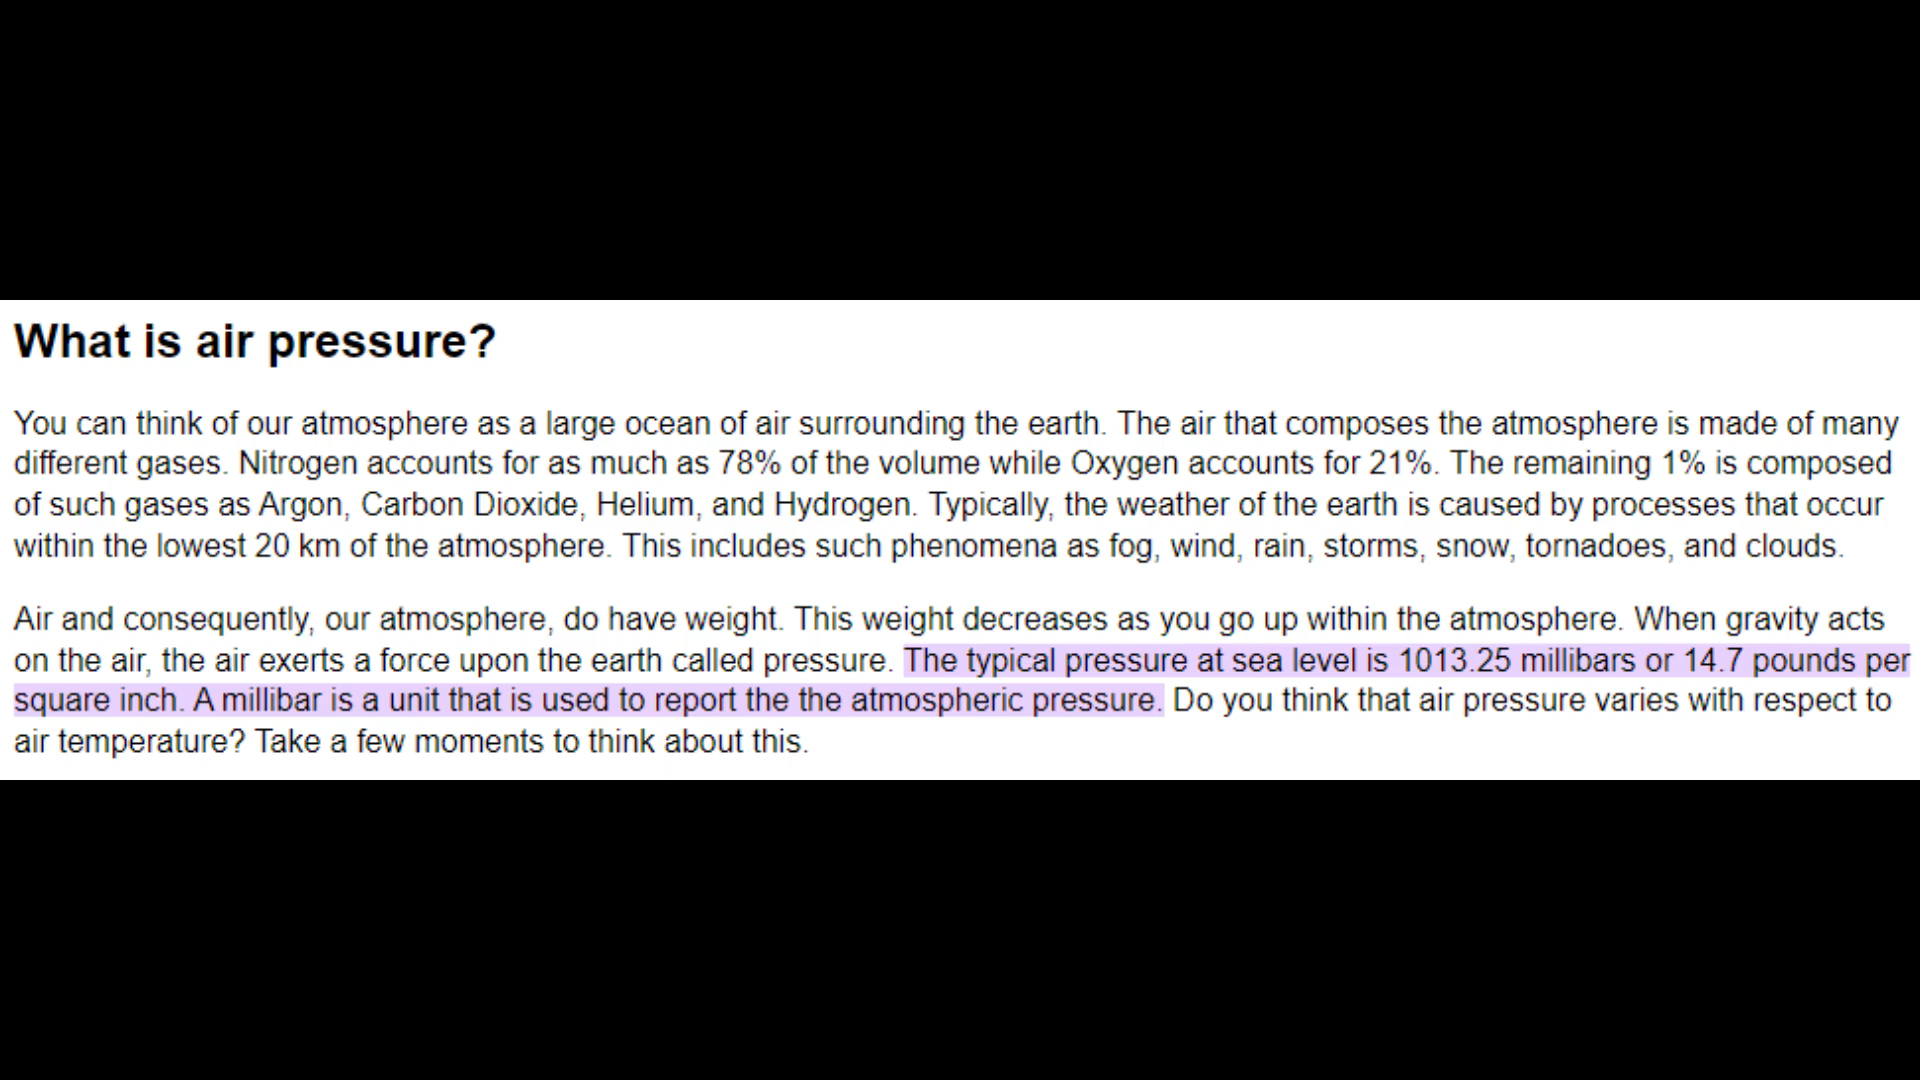 What is air pressure?
You can think of our atmosphere as a large ocean of air surrounding the earth. The air that composes the atmosphere is made of many
different gases. Nitrogen accounts for as much as 78% of the volume while Oxygen accounts for 21%. The remaining 1% is composed
of such gases as Argon, Carbon Dioxide, Helium, and Hydrogen. Typically, the weather of the earth is caused by processes that occur
within the lowest 20 km of the atmosphere. This includes such phenomena as fog, wind, rain, storms, snow, tornadoes, and clouds.
Air and consequently, our atmosphere, do have weight. This weight decreases as you go up within the atmosphere. When gravity acts
on the air, the air exerts a force upon the earth called pressure. The typical pressure at sea level is 1013.25 millibars or 14.7 pounds per
square inch. A millibar is a unit that is used to report the the atmospheric pressure. Do you think that air pressure varies with respect to
air temperature? Take a few moments to think about this.